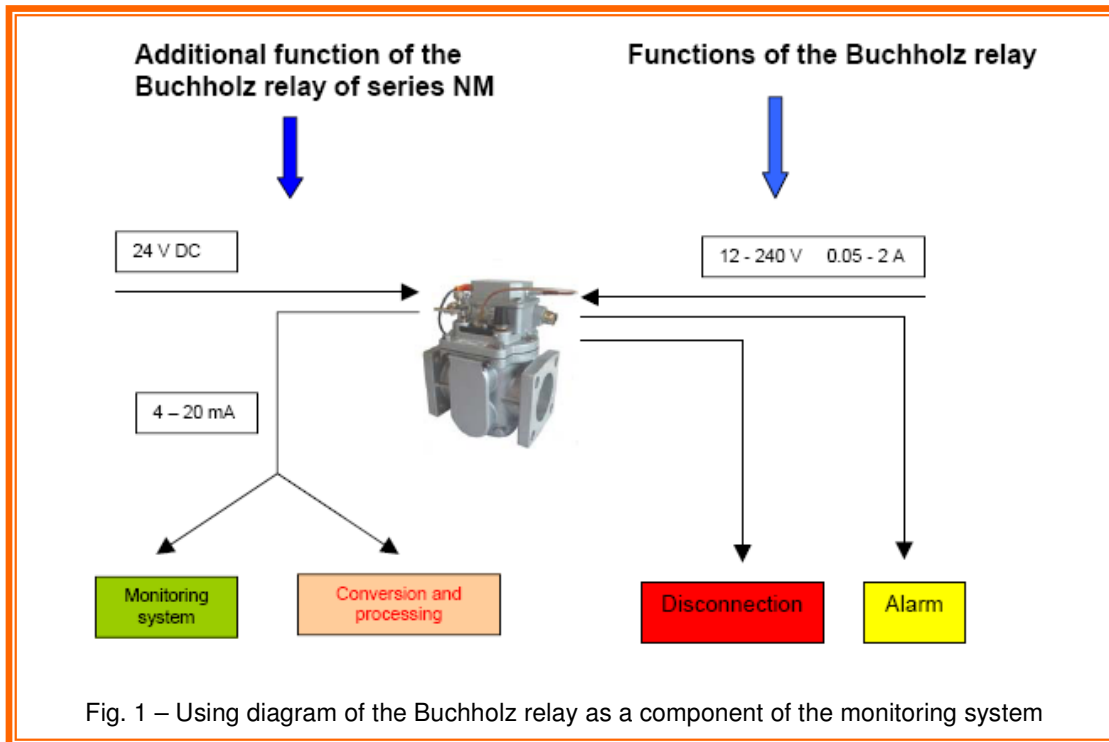 Additional function of the
Buchholz relay of series NM
Functions of the Buchholz relay
24 V DC
12 - 240 V 0.05 - 2 A
4 – 20 mA
Monitoring
system
Conversion and
processing
Disconnection
Alarm
Fig. 1 – Using diagram of the Buchholz relay as a component of the monitoring system